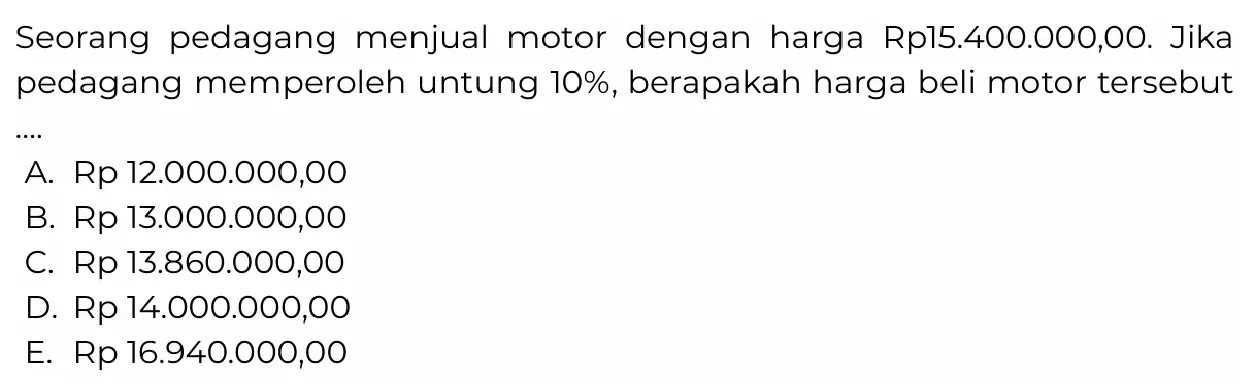 Seorang pedagang menjual motor dengan harga Rp15.400.000,00. Jika
pedagang memperoleh untung 10%, berapakah harga beli motor tersebut
....
A. Rp 12.000.000,00
B. Rp 13.000.000,00
C. Rp 13.860.000,00
D. Rp 14.000.000,00
E. Rp 16.940.000,00